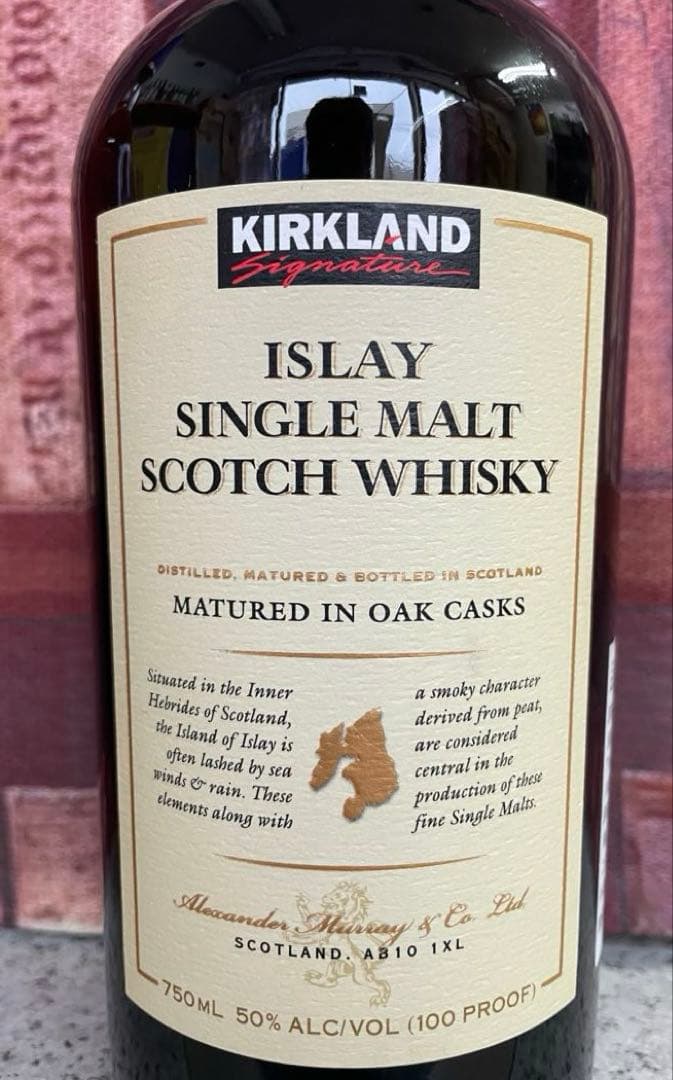 KIRKLAND
Signature
ISLAY
SINGLE MALT
SCOTCH WHISKY
DISTILLED, MATURED & BOTTLED IN SCOTLAND
MATURED IN OAK CASKS
Situated in the Inner
Hebrides of Scotland,
the Island of Islay is
often lashed by sea
winds & rain. These
elements along with
a smoky character
derived from peat,
are considered
central in the
production of these
fine Single Malts.
Alexander Murray & Co. Ltd
SCOTLAND. AB10 1XL
750ML 50% ALC/VOL (100 PROOF)